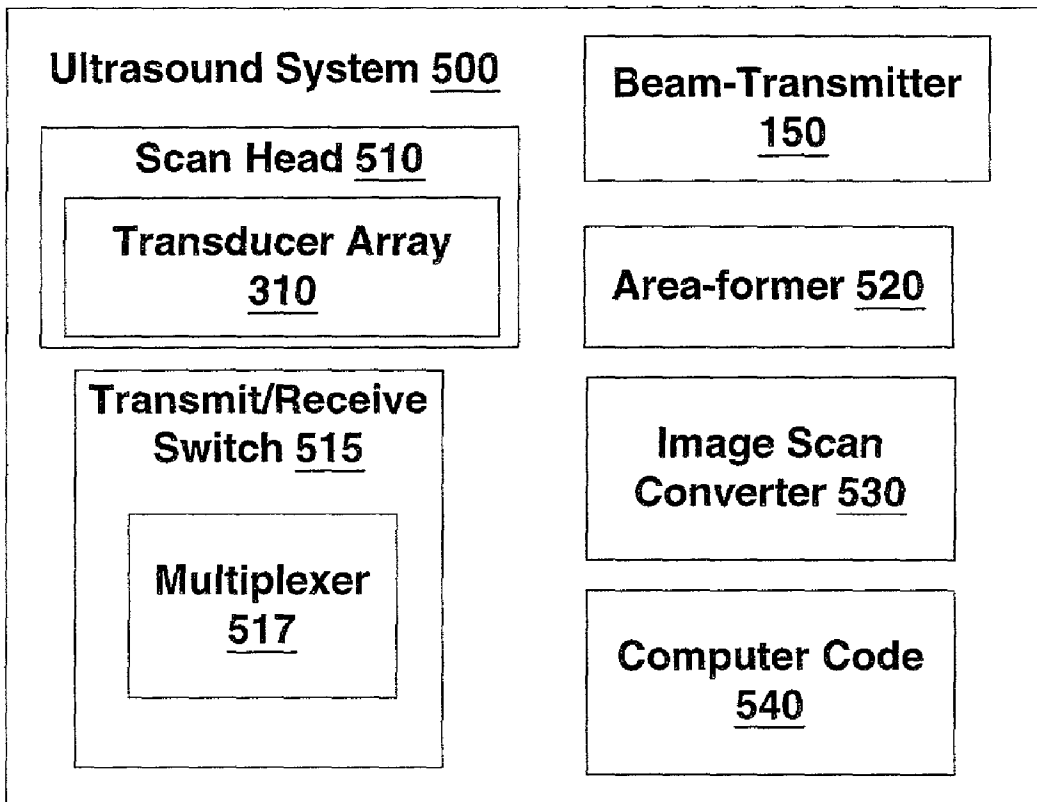 Ultrasound System 500
Scan Head 510
Transducer Array
310
Transmit/Receive
Switch 515
Multiplexer
517
Beam-Transmitter
150
Area-former 520
Image Scan
Converter 530
Computer Code
540